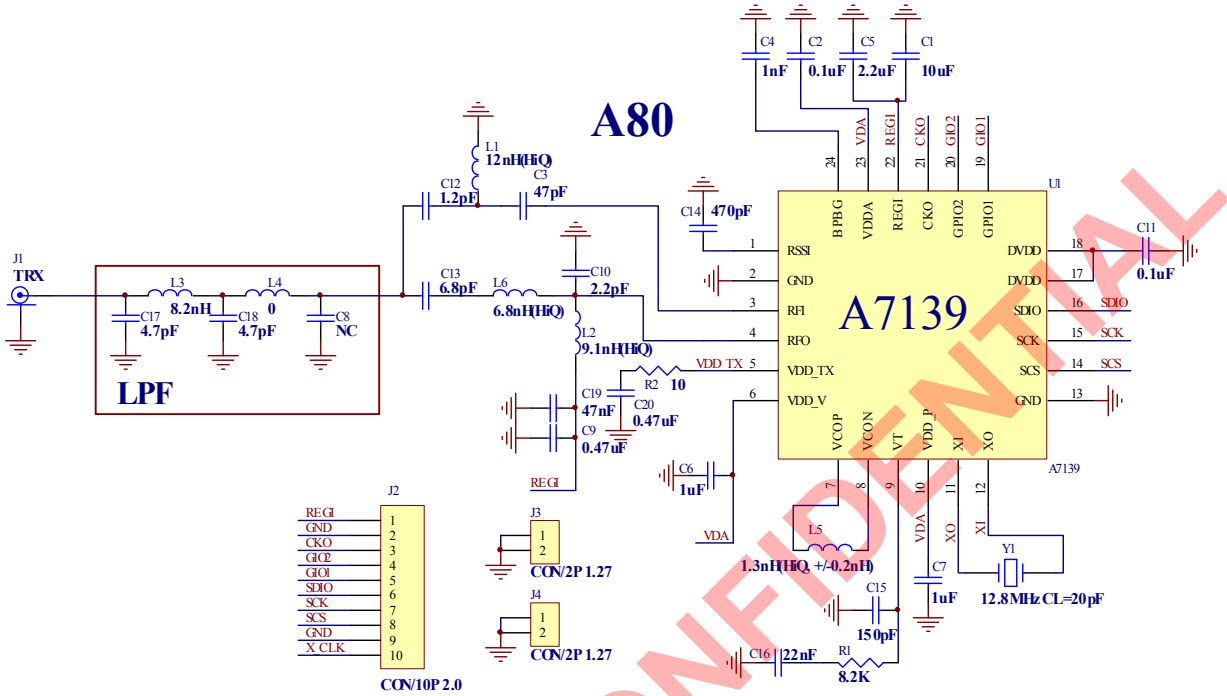 C4
1nF
C2
0.1uF
C5
2.2uF
C1
10uF
A80
VDA
REGI
CKO
GIO2
GIO1
24
23
22
21
20
19
U1
BPBG
VDDA
REGI
CKO
GPIO2
GPIO1
L1
12nH(HiQ)
C3
47pF
C12
1.2pF
C14
470pF
1
RSSI
2
GND
3
RFI
4
RFO
5
VDD_TX
6
VDD_V
A7139
DVDD
18
DVDD
17
SDIO
16
SDIO
SCK
15
SCK
SCS
14
SCS
GND
13
C11
0.1uF
J1
TRX
L3
8.2nH
L4
0
C17
4.7pF
C18
4.7pF
C8
NC
LPF
C13
6.8pF
L6
6.8nH(HiQ)
C10
2.2pF
L2
9.1nH(HiQ)
VDD_TX
R2
10
C19
47nF
C20
0.47uF
C9
0.47uF
REGI
C6
1uF
VDA
VCOP
VCON
VT
VDD_P
XI
XO
A7139
7
8
9
10
11
12
VDA
XO
XI
L5
1.3nH(HiQ, +/-0.2nH)
C7
1uF
Y1
12.8MHz CL=20pF
C15
150pF
C16
22nF
R1
8.2K
J2
REGI
1
GND
2
CKO
3
GIO2
4
GIO1
5
SDIO
6
SCK
7
SCS
8
GND
9
X_CLK
10
CON/10P 2.0
J3
1
2
CON/2P 1.27
J4
1
2
CON/2P 1.27
ONFIDENTIAL